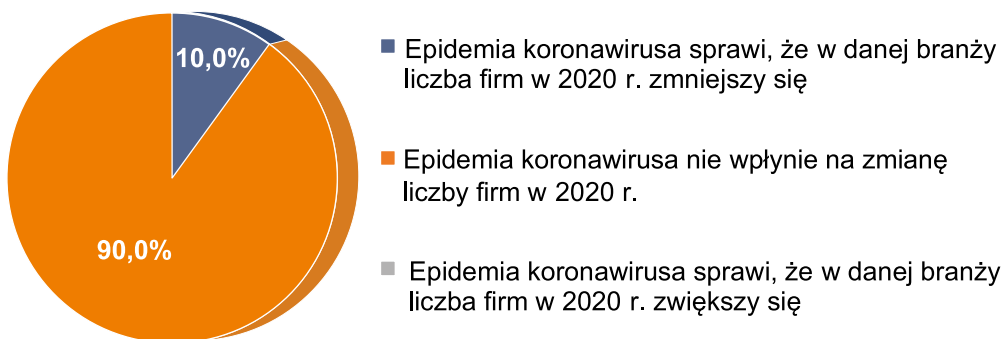 10,0%
90,0%
Epidemia koronawirusa sprawi, że w danej branży
liczba firm w 2020 r. zmniejszy się
Epidemia koronawirusa nie wpłynie na zmianę
liczby firm w 2020 r.
Epidemia koronawirusa sprawi, że w danej branży
liczba firm w 2020 r. zwiększy się